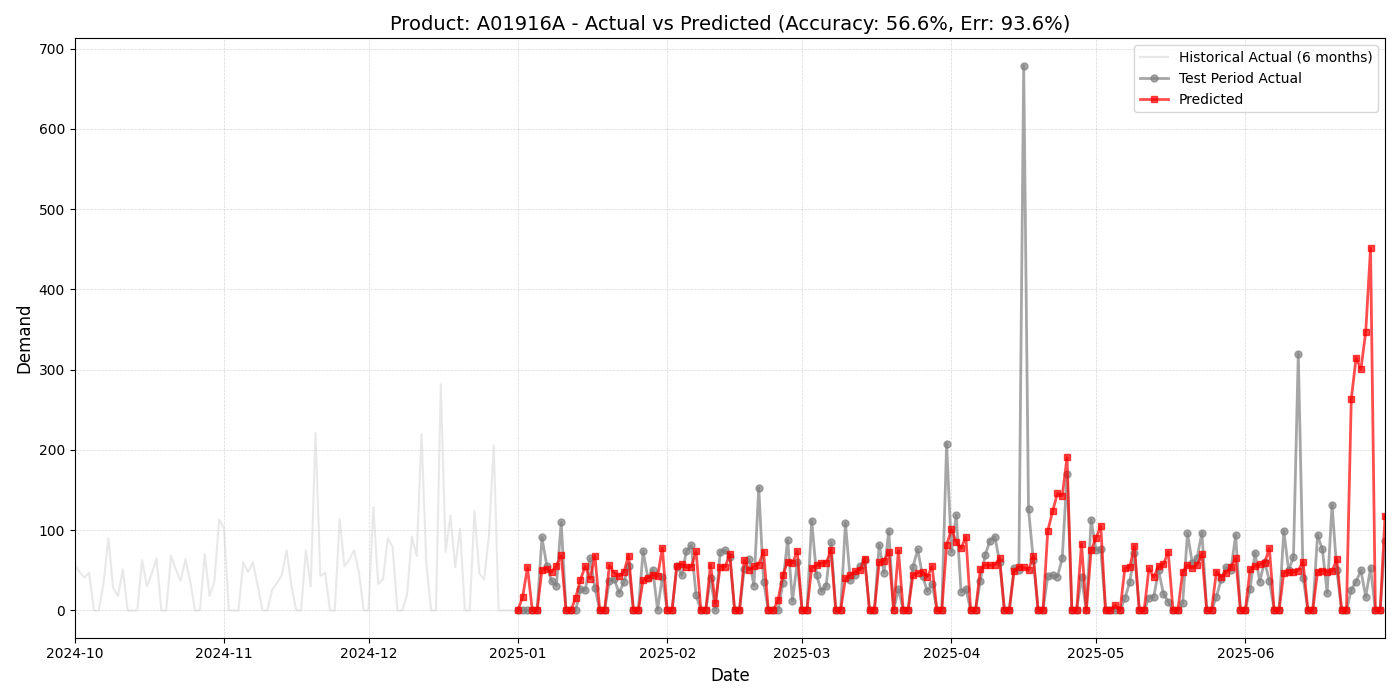 Product: A01916A - Actual vs Predicted (Accuracy: 56.6%, Err: 93.6%)
Historical Actual (6 months)
Test Period Actual
Predicted
700
600
500
400
300
200
100
0
Demand
2024-10
2024-11
2024-12
2025-01
2025-02
2025-03
2025-04
2025-05
2025-06
Date